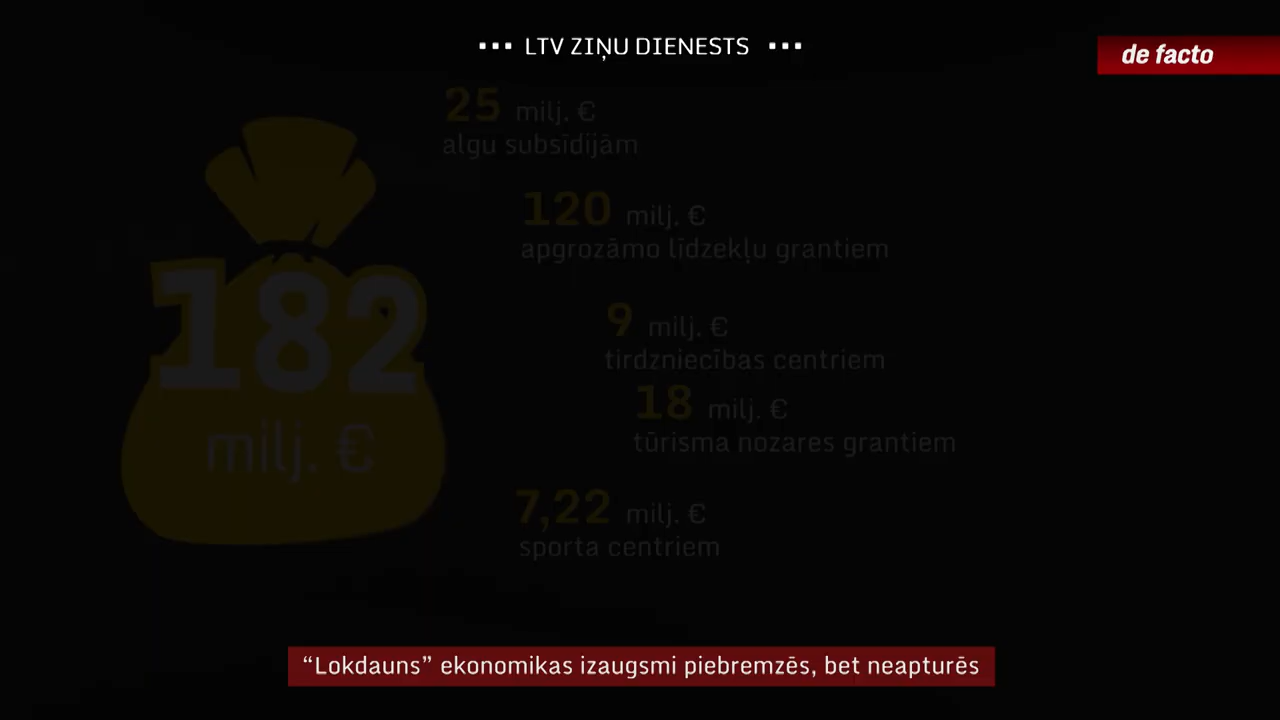 LTV ZIŅU DIENESTS
de facto
25 milj. €
algu subsīdijām
120 milj. €
apgrozāmo līdzekļu grantiem
182
milj. €
9 milj. €
tirdzniecības centriem
18 milj. €
tūrisma nozares grantiem
7,22 milj. €
sporta centriem
“Lokdauns” ekonomikas izaugsmi piebremzēs, bet neapturēs